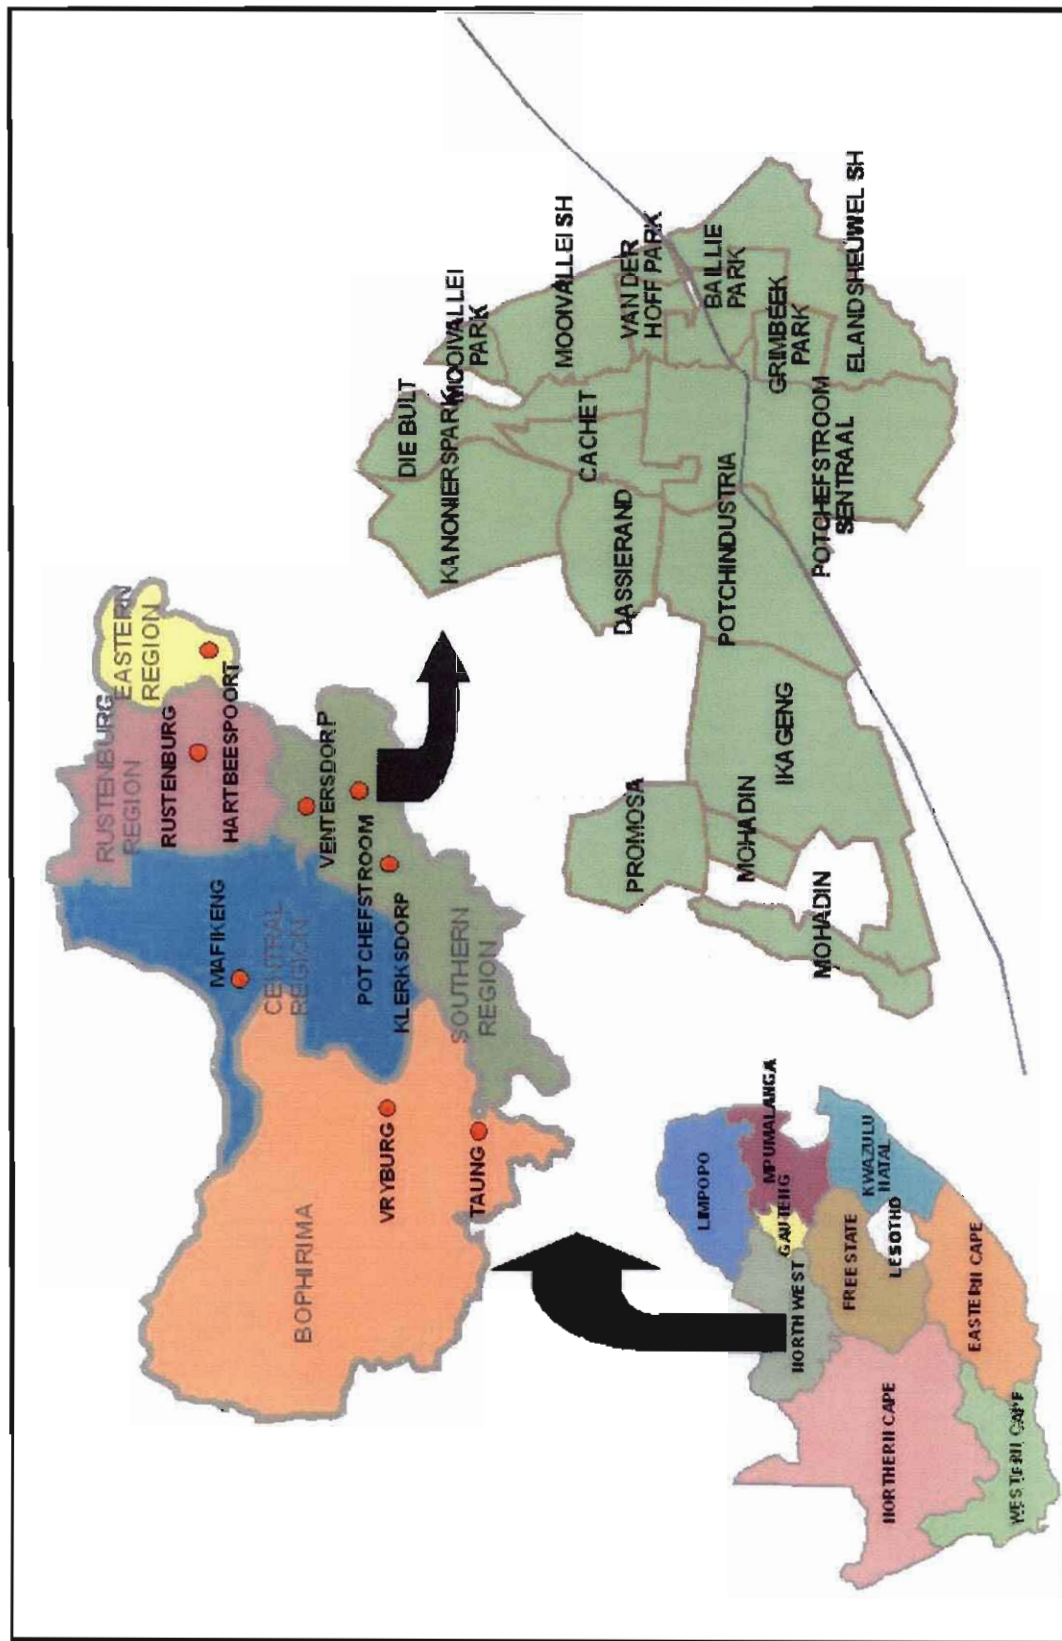 RUSTENBURG
REGION
EASTERN
REGION
RUSTENBURG
HARTBEESPOORT
MAFIKENG
CENTRAL
REGION
VENTERSDORP
POTCHEFSTROOM
KLERKSDORP
SOUTHERN
REGION
BOPHIRIMA
VRYBURG
TAUNG
DIE BULT
KANONIERSPARK
MOOIVALLEI
PARK
MOOIVALLEI SH
CACHET
VAN DER
HOFF PARK
DASSIERAND
BAILLIE
PARK
POTCHINDUSTRIA
GRIMBEEK
PARK
POTCHEFSTROOM
SENTRAAL
ELANDSHEUWEL SH
PROMOSA
MOHADIN
IKAGENG
MOHADIN
LIMPOPO
MPUMALANGA
GAUTENG
NORTH WEST
FREE STATE
KWAZULU
NATAL
LESOTHO
NORTHERN CAPE
EASTERN CAPE
WESTERN CAPE